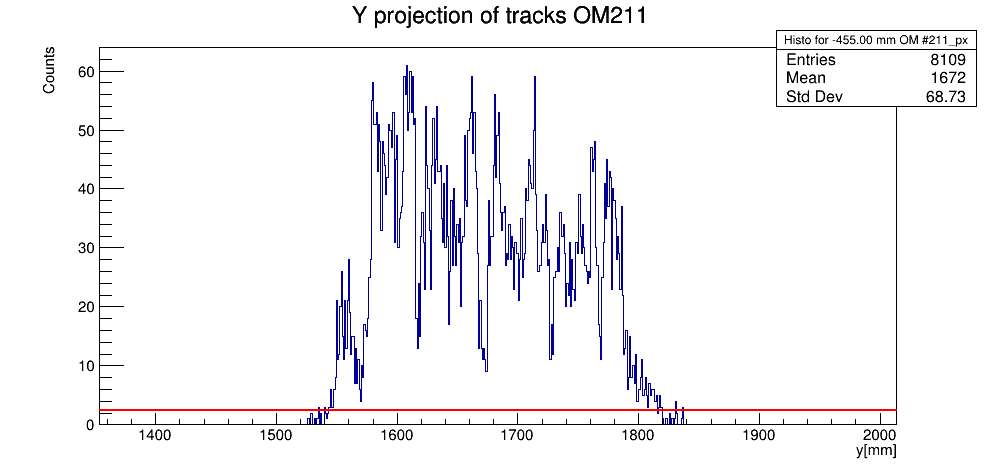 Y projection of tracks OM211
Histo for -455.00 mm OM #211_px
Entries 8109
Mean 1672
Std Dev 68.73
Counts
60
50
40
30
20
10
0
1400 1500 1600 1700 1800 1900 2000
y[mm]